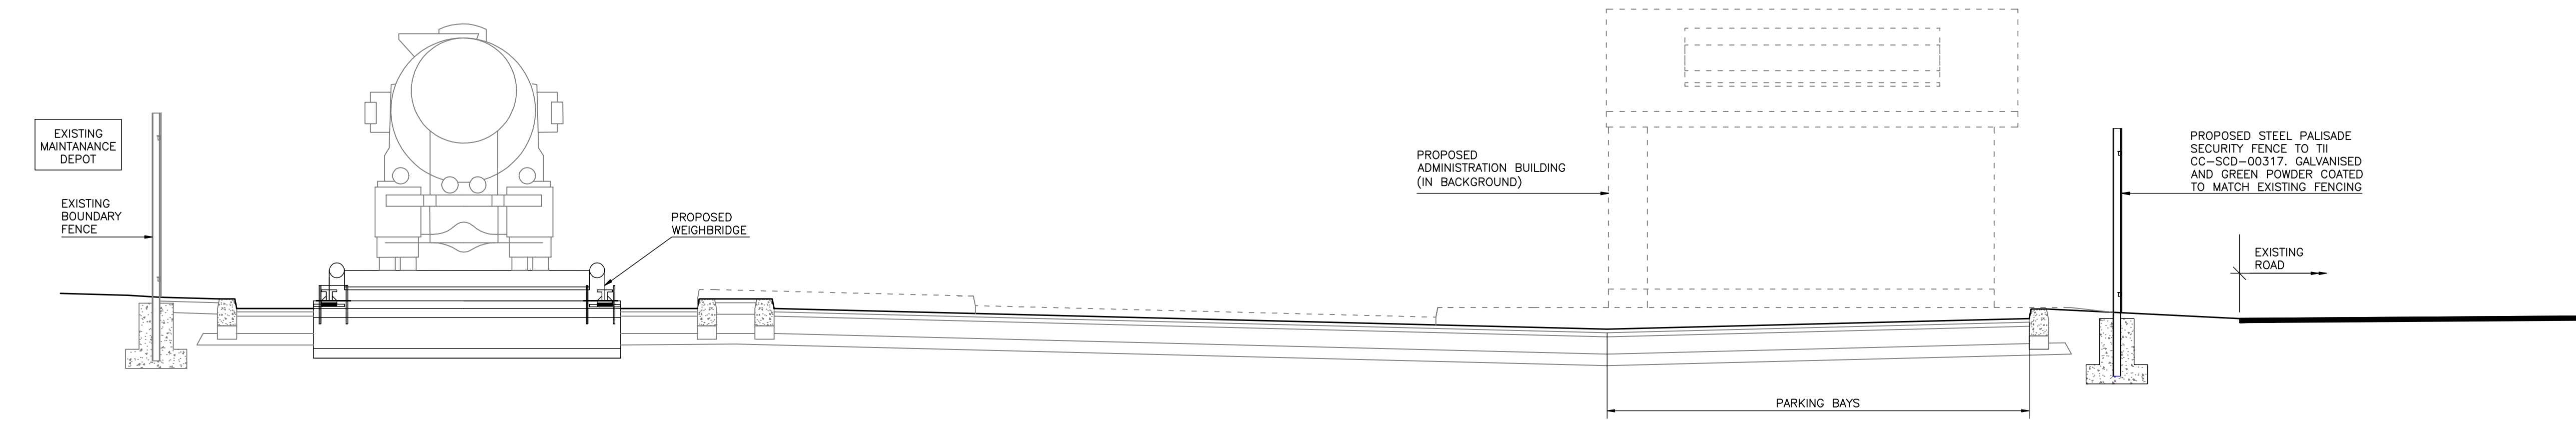 EXISTING
MAINTANANCE
DEPOT
EXISTING
BOUNDARY
FENCE
PROPOSED
WEIGHBRIDGE
PROPOSED
ADMINISTRATION BUILDING
(IN BACKGROUND)
PROPOSED STEEL PALISADE
SECURITY FENCE TO TII
CC-SCD-00317. GALVANISED
AND GREEN POWDER COATED
TO MATCH EXISTING FENCING
EXISTING
ROAD
PARKING BAYS